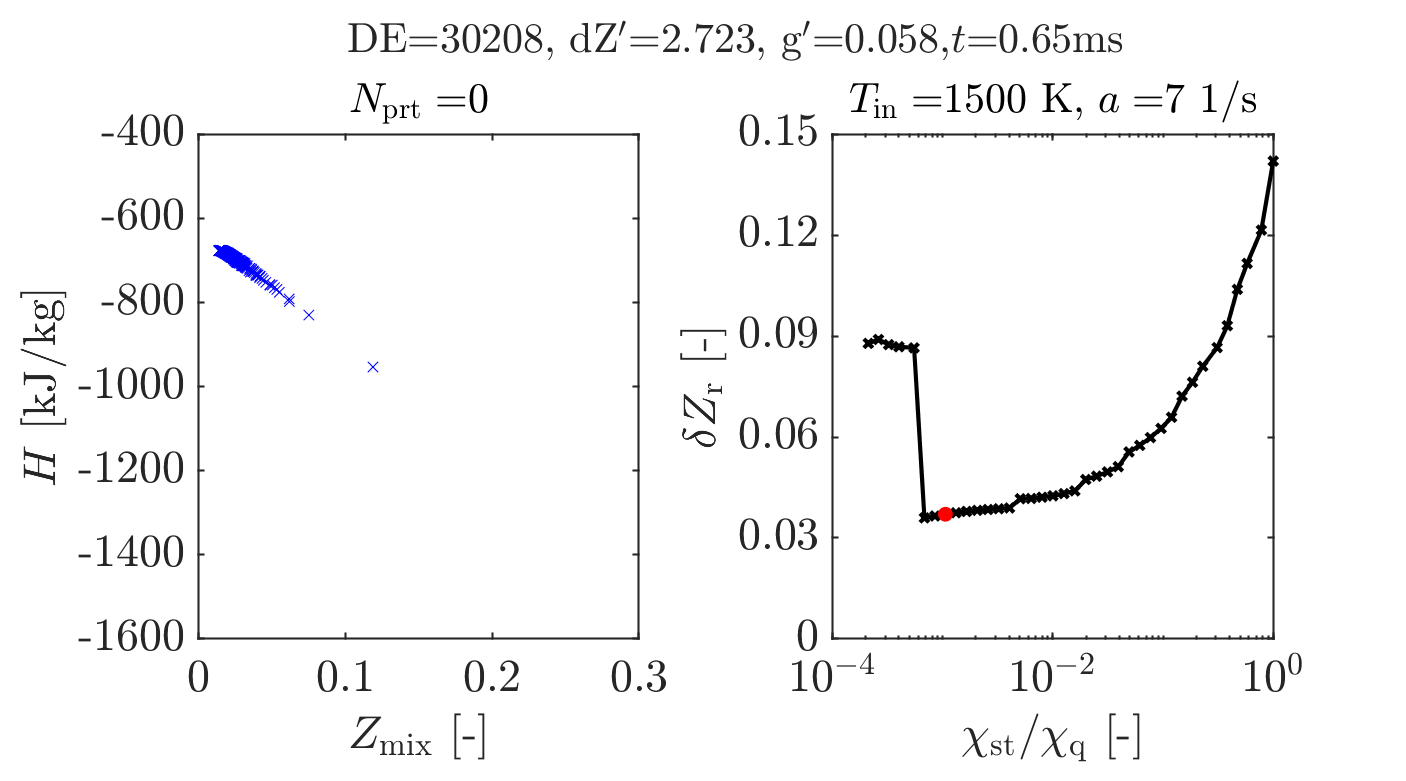 DE=30208, dZ′=2.723, g′=0.058,t=0.65ms
N_prt =0
-400
-600
-800
-1000
-1200
-1400
-1600
0 0.1 0.2 0.3
Z_mix [-]
H [kJ/kg]
T_in =1500 K, a =7 1/s
0.15
0.12
0.09
0.06
0.03
0
10^−4 10^−2 10^0
χ_st/χ_q [-]
δZ_r [-]